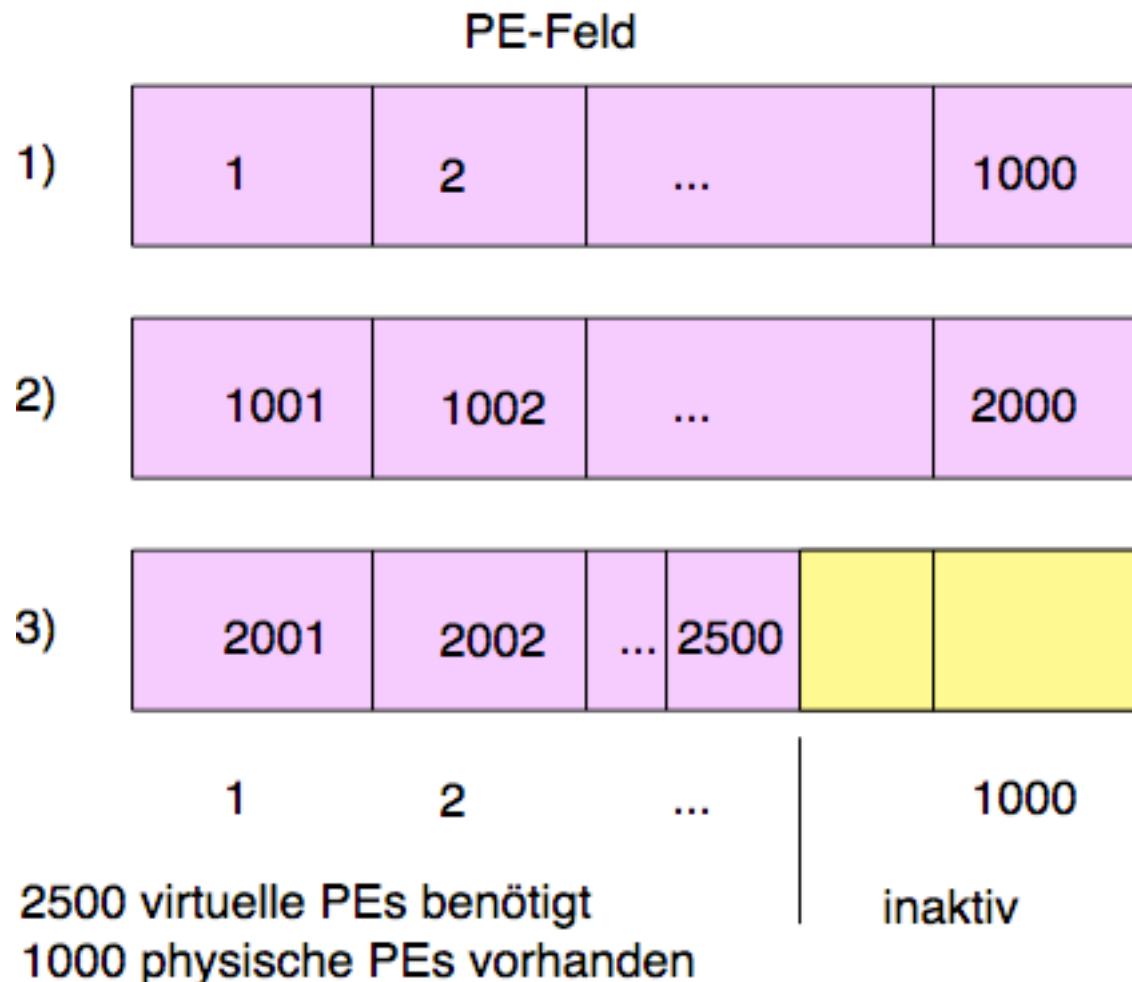 PE-Feld
1) 1 2 ... 1000
2) 1001 1002 ... 2000
3) 2001 2002 ... 2500
1 2 ... 1000
2500 virtuelle PEs benötigt inaktiv
1000 physische PEs vorhanden